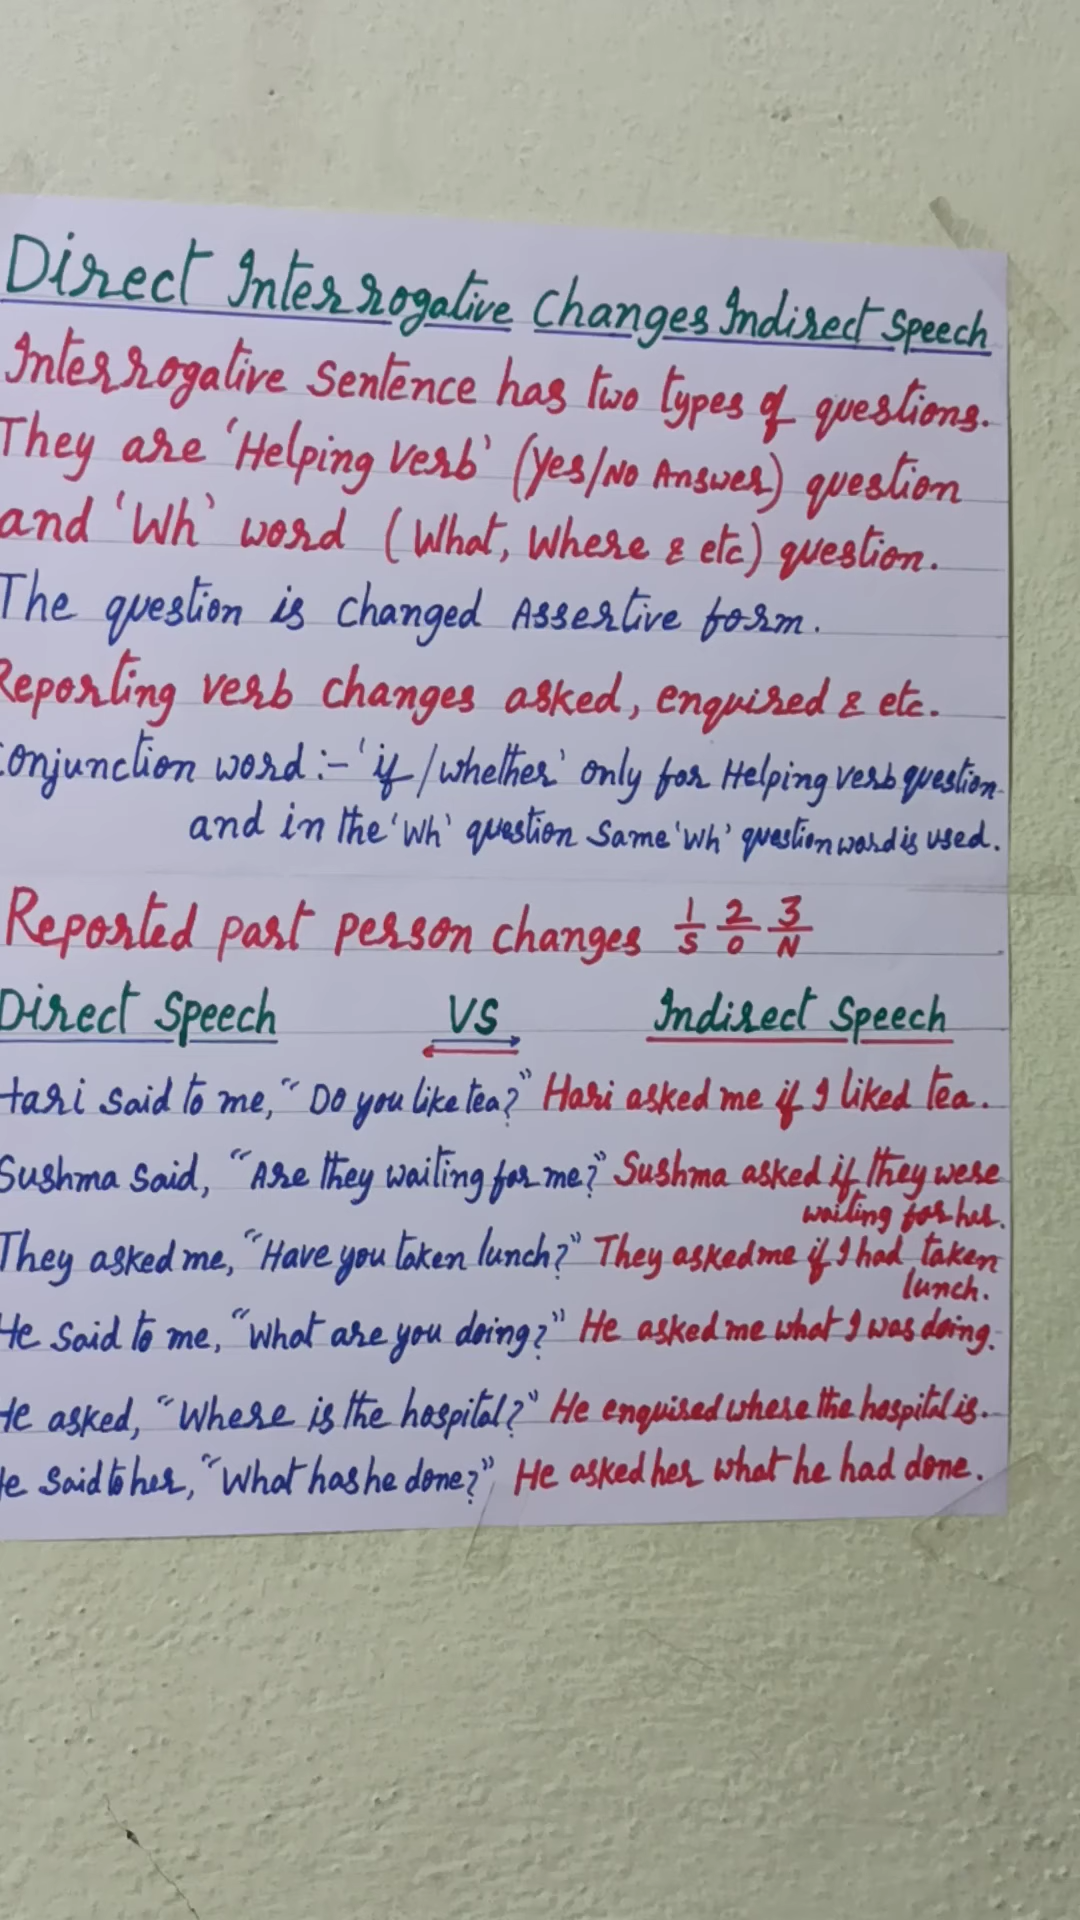 Direct Interrogative Changes Indirect Speech
Interrogative Sentence has two types of questions.
They are 'Helping verb' (Yes/No Answer) question
and 'Wh' word (What, Where & etc) question.
The question is changed Assertive form.
Reporting verb changes asked, enquired & etc.
Conjunction word :- 'if/whether' only for Helping verb question
and in the 'Wh' question same 'Wh' question word is used.
Reported part person changes 1/S 2/O 3/N
Direct Speech VS Indirect Speech
Hari said to me, "Do you like tea?" Hari asked me if I liked tea.
Sushma said, "Are they waiting for me?" Sushma asked if they were
waiting for her.
They asked me, "Have you taken lunch?" They asked me if I had taken
lunch.
He said to me, "What are you doing?" He asked me what I was doing.
He asked, "Where is the hospital?" He enquired where the hospital is.
He said to her, "What has he done?" He asked her what he had done.